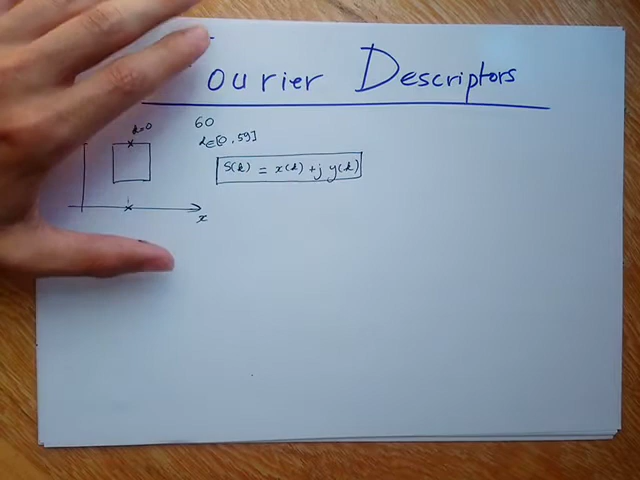 ourier Descriptors
k=0
60
k∈[0,59]
S(k) = x(k) + j y(k)
x